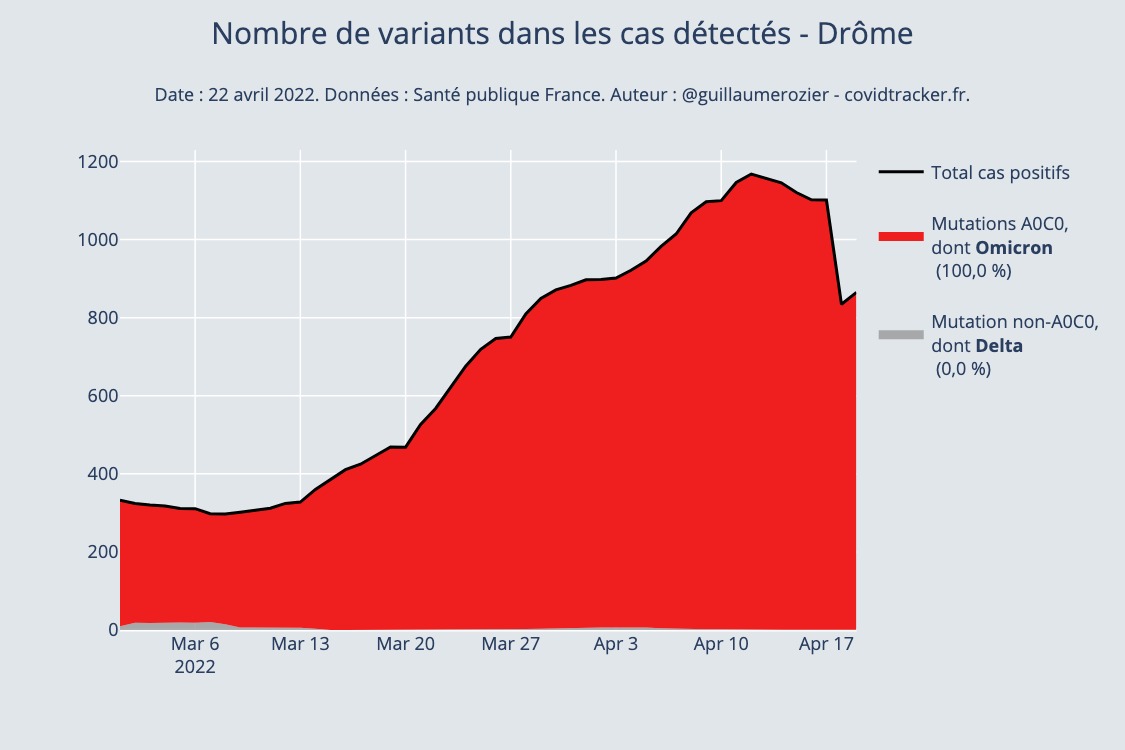 Nombre de variants dans les cas détectés - Drôme
Date : 22 avril 2022. Données : Santé publique France. Auteur : @guillaumerozier - covidtracker.fr.
1200
1000
800
600
400
200
0
Mar 6
2022
Mar 13
Mar 20
Mar 27
Apr 3
Apr 10
Apr 17
Total cas positifs
Mutations A0C0,
dont Omicron
(100,0 %)
Mutation non-A0C0,
dont Delta
(0,0 %)